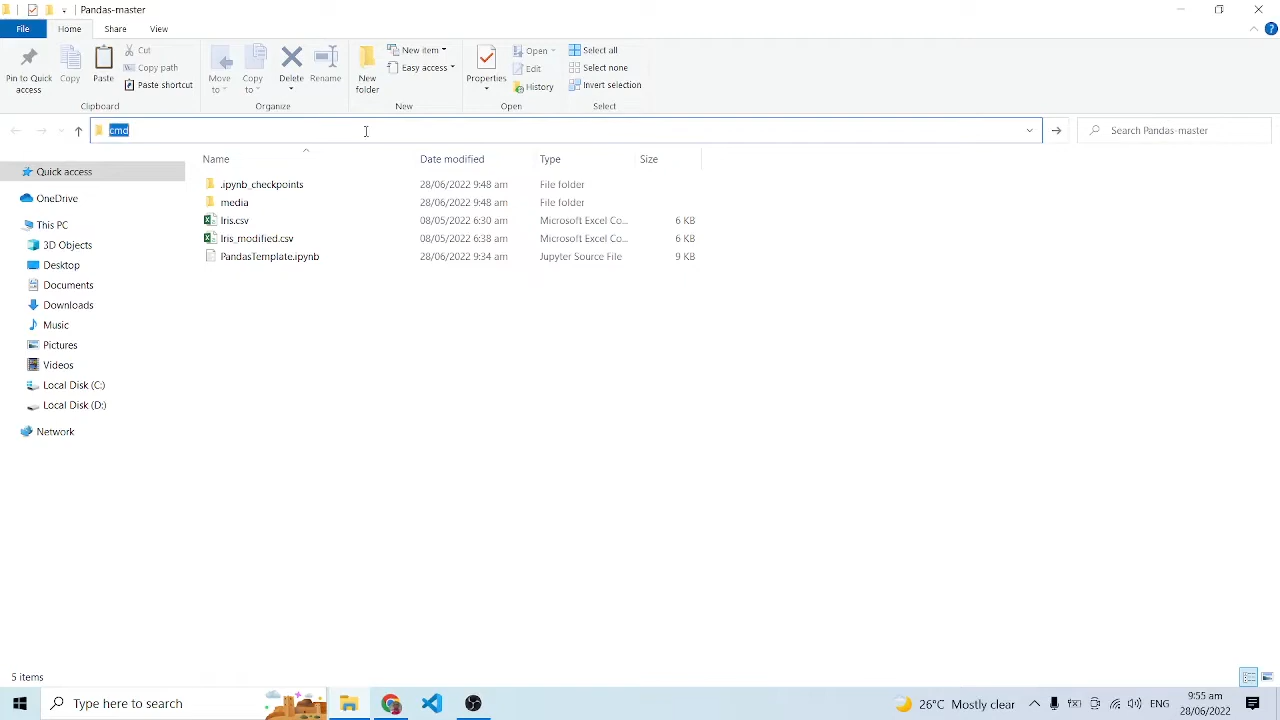 Pandas-master
File Home Share View
Pin to Quick access
Copy
Paste
Cut
Copy path
Paste shortcut
Clipboard
Move to
Copy to
Delete
Rename
Organize
New folder
New item
Easy access
New
Properties
Open
Edit
History
Open
Select all
Select none
Invert selection
Select
cmd
Search Pandas-master
Name Date modified Type Size
.ipynb_checkpoints 28/06/2022 9:48 am File folder
media 28/06/2022 9:48 am File folder
Iris.csv 08/05/2022 6:30 am Microsoft Excel Co... 6 KB
Iris_modified.csv 08/05/2022 6:38 am Microsoft Excel Co... 6 KB
PandasTemplate.ipynb 28/06/2022 9:34 am Jupyter Source File 9 KB
Quick access
OneDrive
This PC
3D Objects
Desktop
Documents
Downloads
Music
Pictures
Videos
Local Disk (C:)
Local Disk (D:)
Network
5 items
Type here to search
26°C Mostly clear
ENG
9:55 am
28/06/2022